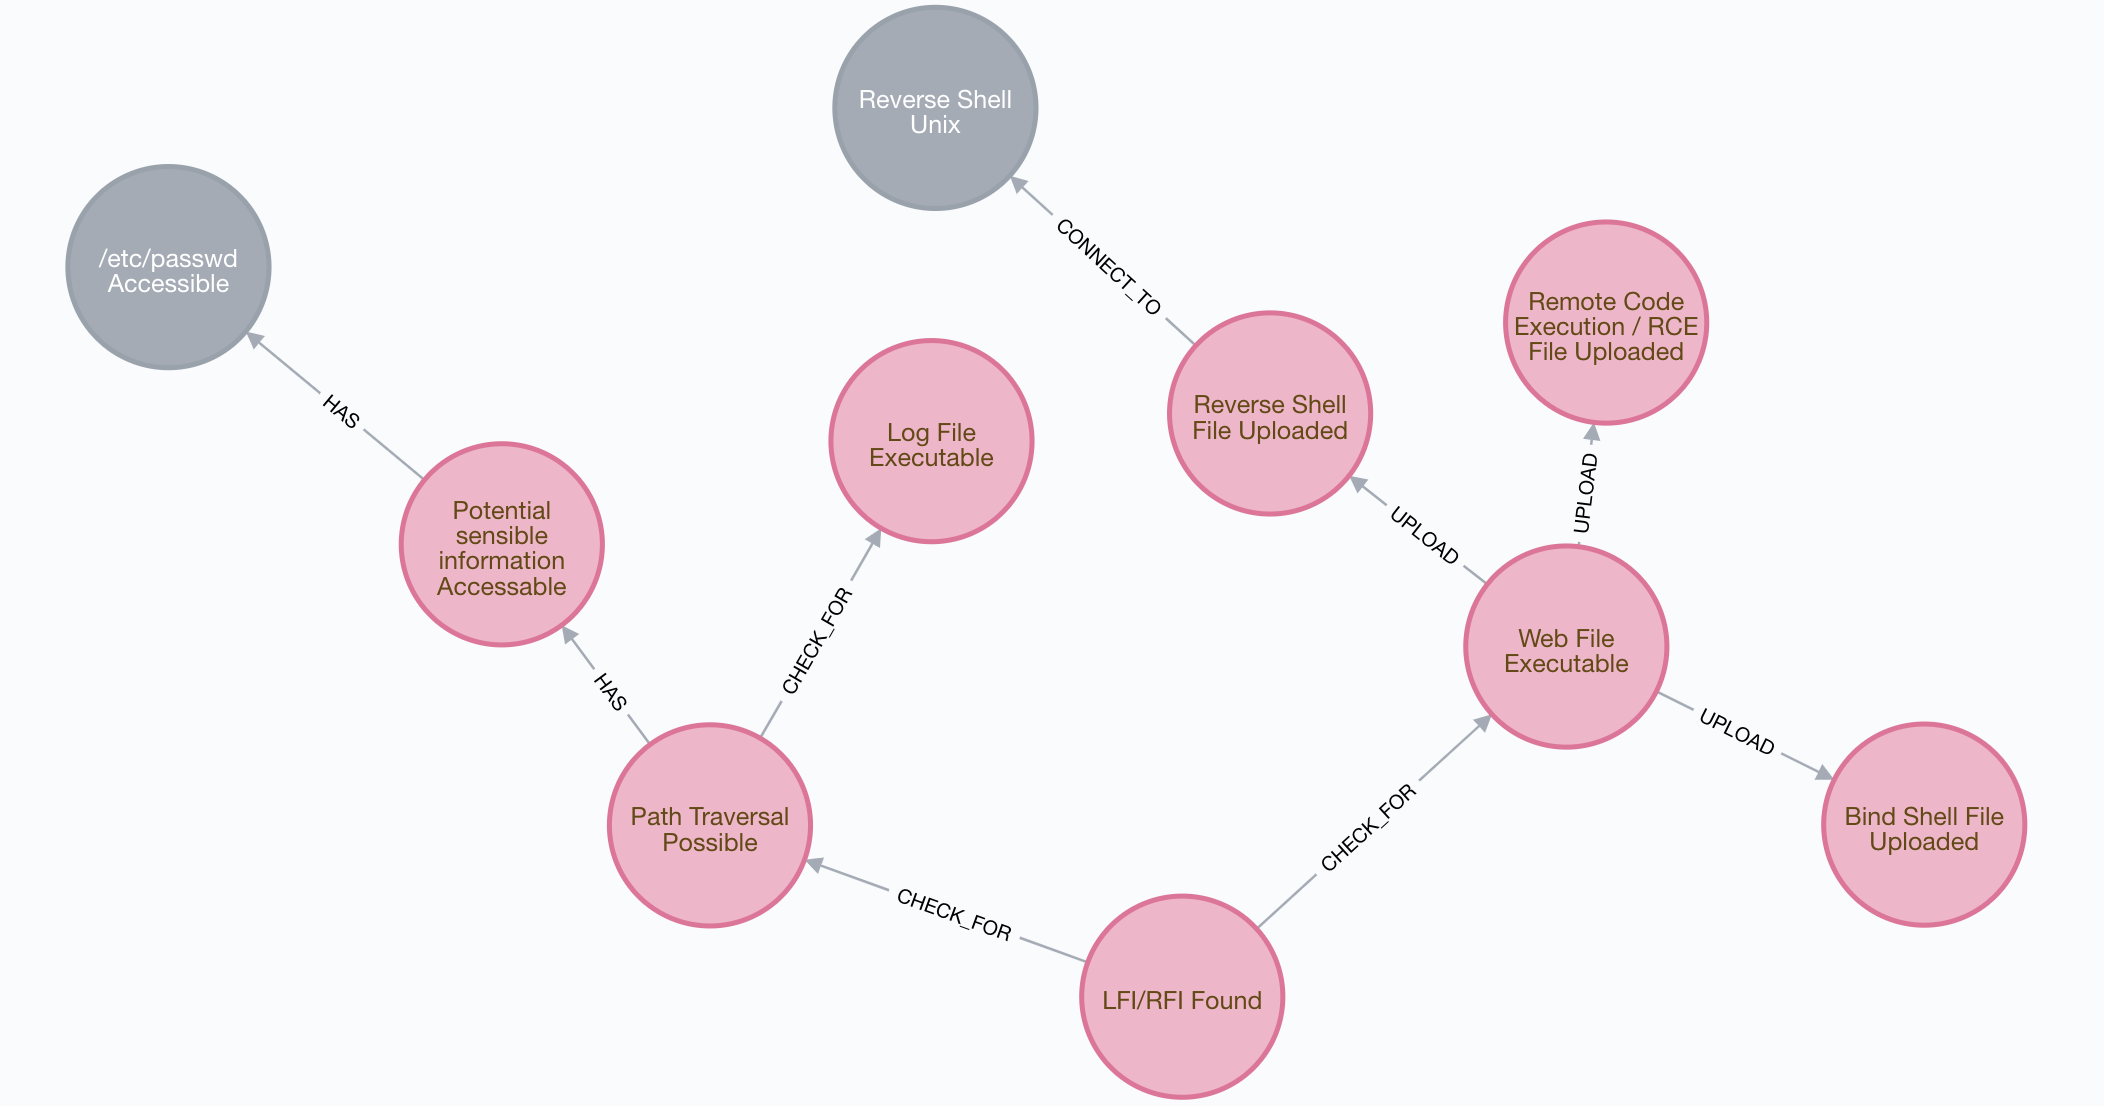 Reverse Shell
Unix
/etc/passwd
Accessible
CONNECT_TO
Remote Code
Execution / RCE
File Uploaded
HAS
Reverse Shell
File Uploaded
Log File
Executable
UPLOAD
Potential
sensible
information
Accessable
UPLOAD
CHECK_FOR
Web File
Executable
HAS
UPLOAD
Path Traversal
Possible
CHECK_FOR
Bind Shell File
Uploaded
CHECK_FOR
LFI/RFI Found